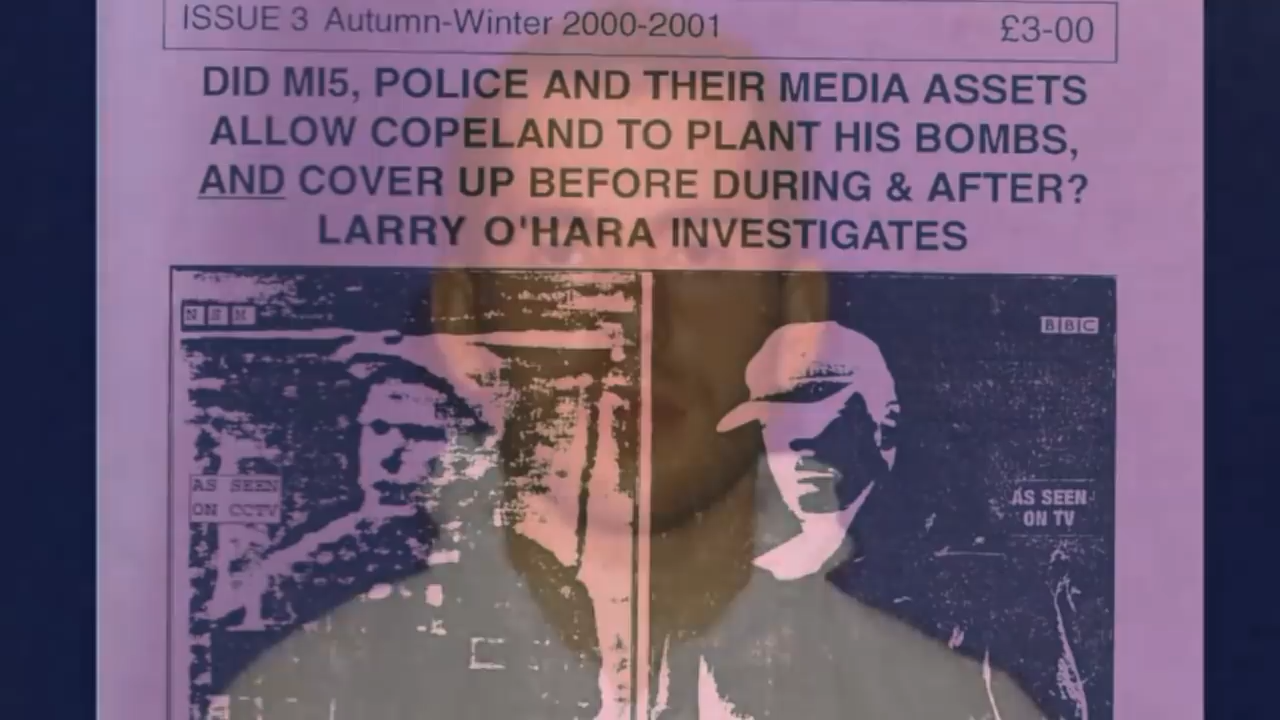 ISSUE 3 Autumn-Winter 2000-2001 £3-00
DID MI5, POLICE AND THEIR MEDIA ASSETS
ALLOW COPELAND TO PLANT HIS BOMBS,
AND COVER UP BEFORE DURING & AFTER?
LARRY O'HARA INVESTIGATES
BBC
AS SEEN
ON CCTV
AS SEEN
ON TV